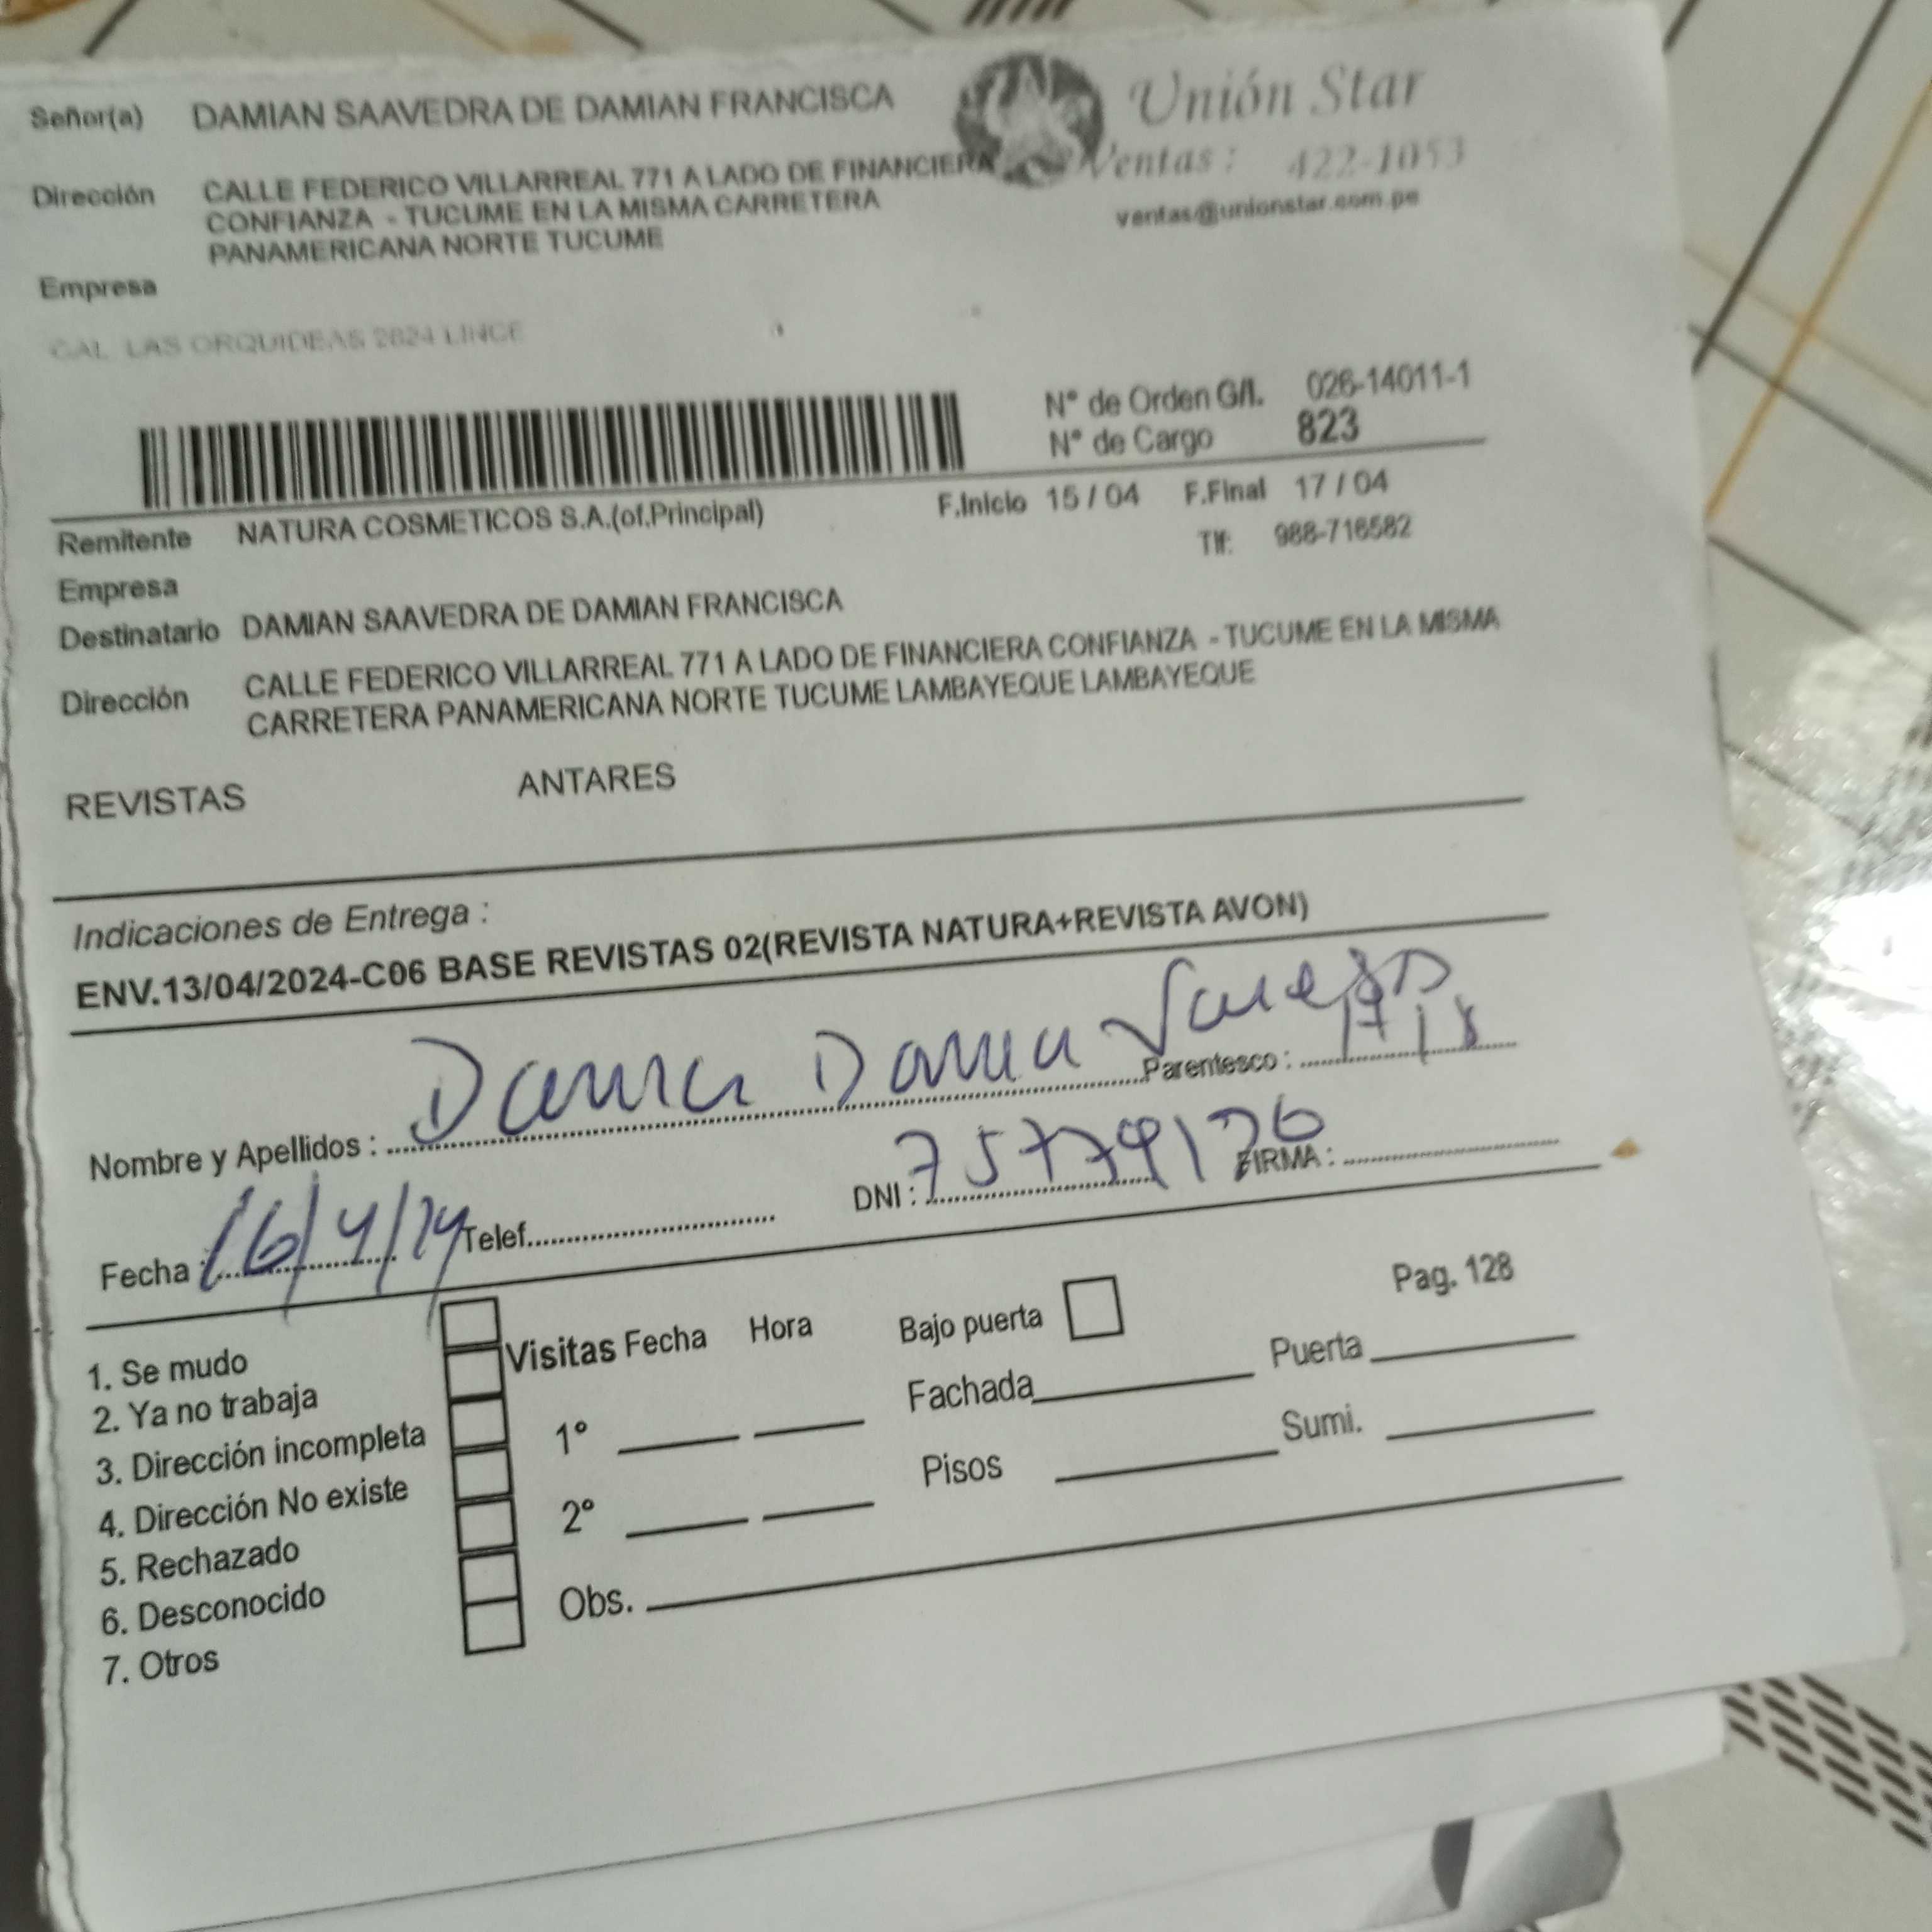 Señor(a) DAMIAN SAAVEDRA DE DAMIAN FRANCISCA
Unión Star
Ventas: 422-1053
ventas@unionstar.com.pe
Dirección CALLE FEDERICO VILLARREAL 771 A LADO DE FINANCIERA
CONFIANZA - TUCUME EN LA MISMA CARRETERA
PANAMERICANA NORTE TUCUME
Empresa
CAL. LAS ORQUIDEAS 2824 LINCE
N° de Orden G/I. 026-14011-1
N° de Cargo 823
Remitente NATURA COSMETICOS S.A.(of.Principal) F.Inicio 15 / 04 F.Final 17 / 04
Tlf: 988-716582
Empresa
Destinatario DAMIAN SAAVEDRA DE DAMIAN FRANCISCA
Dirección CALLE FEDERICO VILLARREAL 771 A LADO DE FINANCIERA CONFIANZA - TUCUME EN LA MISMA
CARRETERA PANAMERICANA NORTE TUCUME LAMBAYEQUE LAMBAYEQUE
REVISTAS ANTARES
Indicaciones de Entrega :
ENV.13/04/2024-C06 BASE REVISTAS 02(REVISTA NATURA+REVISTA AVON)
Nombre y Apellidos : Parentesco :
Fecha : 16/4/24 Telef. DNI : 75779176 FIRMA :
1. Se mudo
2. Ya no trabaja
3. Dirección incompleta
4. Dirección No existe
5. Rechazado
6. Desconocido
7. Otros
Visitas Fecha Hora
1°
2°
Obs.
Bajo puerta
Pag. 128
Fachada Puerta
Pisos Sumi.